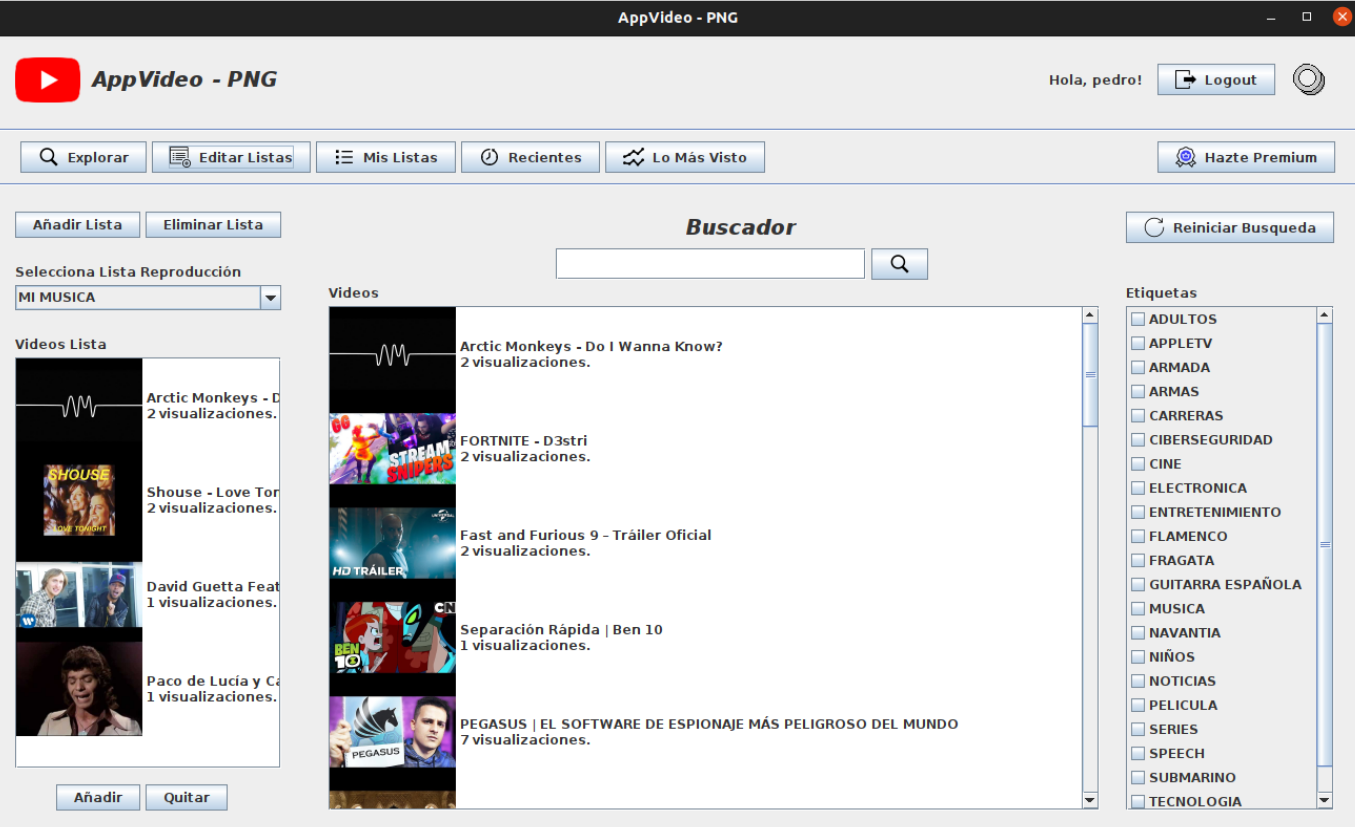 AppVideo - PNG
AppVideo - PNG
Hola, pedro!
Logout
Explorar
Editar Listas
Mis Listas
Recientes
Lo Más Visto
Hazte Premium
Añadir Lista
Eliminar Lista
Selecciona Lista Reproducción
MI MUSICA
Videos Lista
Arctic Monkeys - D
2 visualizaciones.
SHOUSE
LOVE TONIGHT
Shouse - Love Tor
2 visualizaciones.
David Guetta Feat
1 visualizaciones.
Paco de Lucía y Ca
1 visualizaciones.
Añadir
Quitar
Buscador
Videos
Arctic Monkeys - Do I Wanna Know?
2 visualizaciones.
GG
STREAM
SNIPERS
FORTNITE - D3stri
2 visualizaciones.
UNIVERSAL
HD TRÁILER
Fast and Furious 9 – Tráiler Oficial
2 visualizaciones.
CN
BEN
10
Separación Rápida | Ben 10
1 visualizaciones.
PEGASUS
PEGASUS | EL SOFTWARE DE ESPIONAJE MÁS PELIGROSO DEL MUNDO
7 visualizaciones.
Reiniciar Busqueda
Etiquetas
ADULTOS
APPLETV
ARMADA
ARMAS
CARRERAS
CIBERSEGURIDAD
CINE
ELECTRONICA
ENTRETENIMIENTO
FLAMENCO
FRAGATA
GUITARRA ESPAÑOLA
MUSICA
NAVANTIA
NIÑOS
NOTICIAS
PELICULA
SERIES
SPEECH
SUBMARINO
TECNOLOGIA